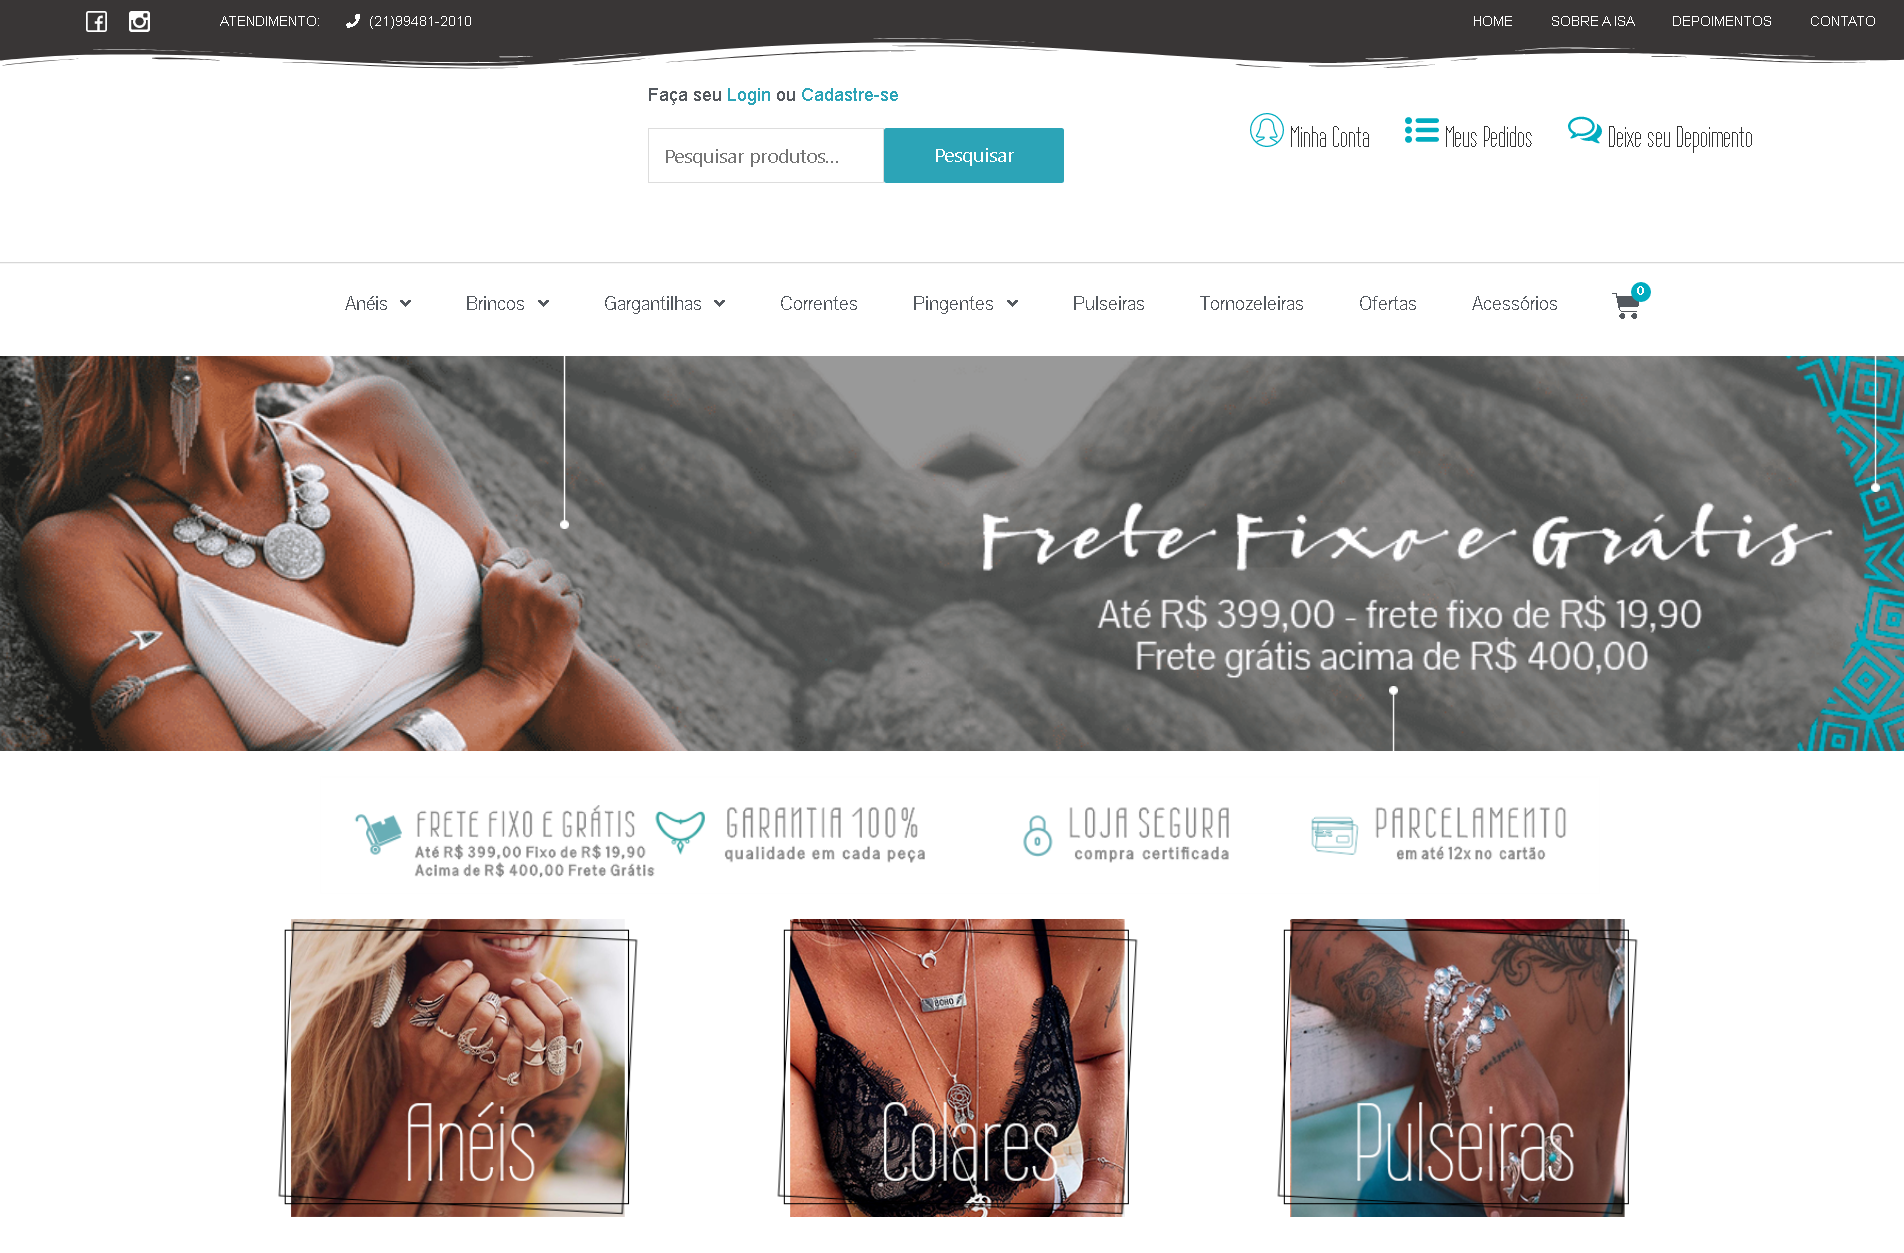 ATENDIMENTO: (21)99481-2010 HOME SOBRE A ISA DEPOIMENTOS CONTATO
Faça seu Login ou Cadastre-se
Pesquisar produtos... Pesquisar
Minha Conta Meus Pedidos Deixe seu Depoimento
Anéis Brincos Gargantilhas Correntes Pingentes Pulseiras Tornozeleiras Ofertas Acessórios 0
Frete Fixo e Grátis
Até R$ 399,00 - frete fixo de R$ 19,90
Frete grátis acima de R$ 400,00
FRETE FIXO E GRÁTIS
Até R$ 399,00 Fixo de R$ 19,90
Acima de R$ 400,00 Frete Grátis
GARANTIA 100%
qualidade em cada peça
LOJA SEGURA
compra certificada
PARCELAMENTO
em até 12x no cartão
Anéis
BOHO
Colares
Pulseiras